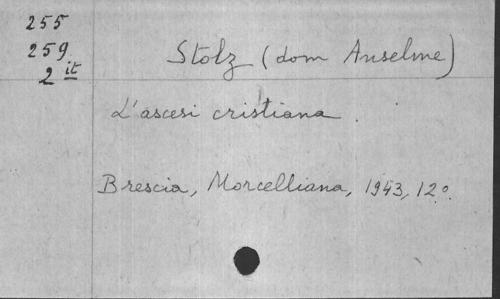 255
259
2 it
Stolz (dom Anselme)
L'ascesi cristiana.
Brescia, Morcelliana, 1943, 12°.